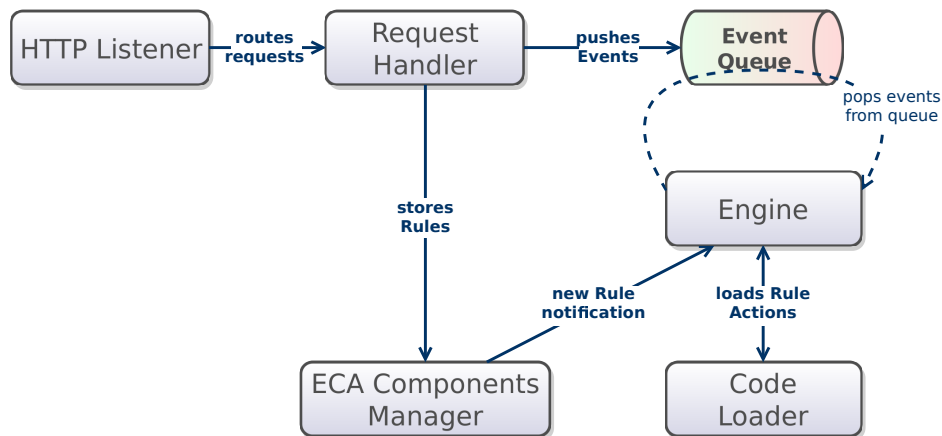 HTTP Listener
routes
requests
Request
Handler
pushes
Events
Event
Queue
pops events
from queue
Engine
stores
Rules
new Rule
notification
loads Rule
Actions
ECA Components
Manager
Code
Loader